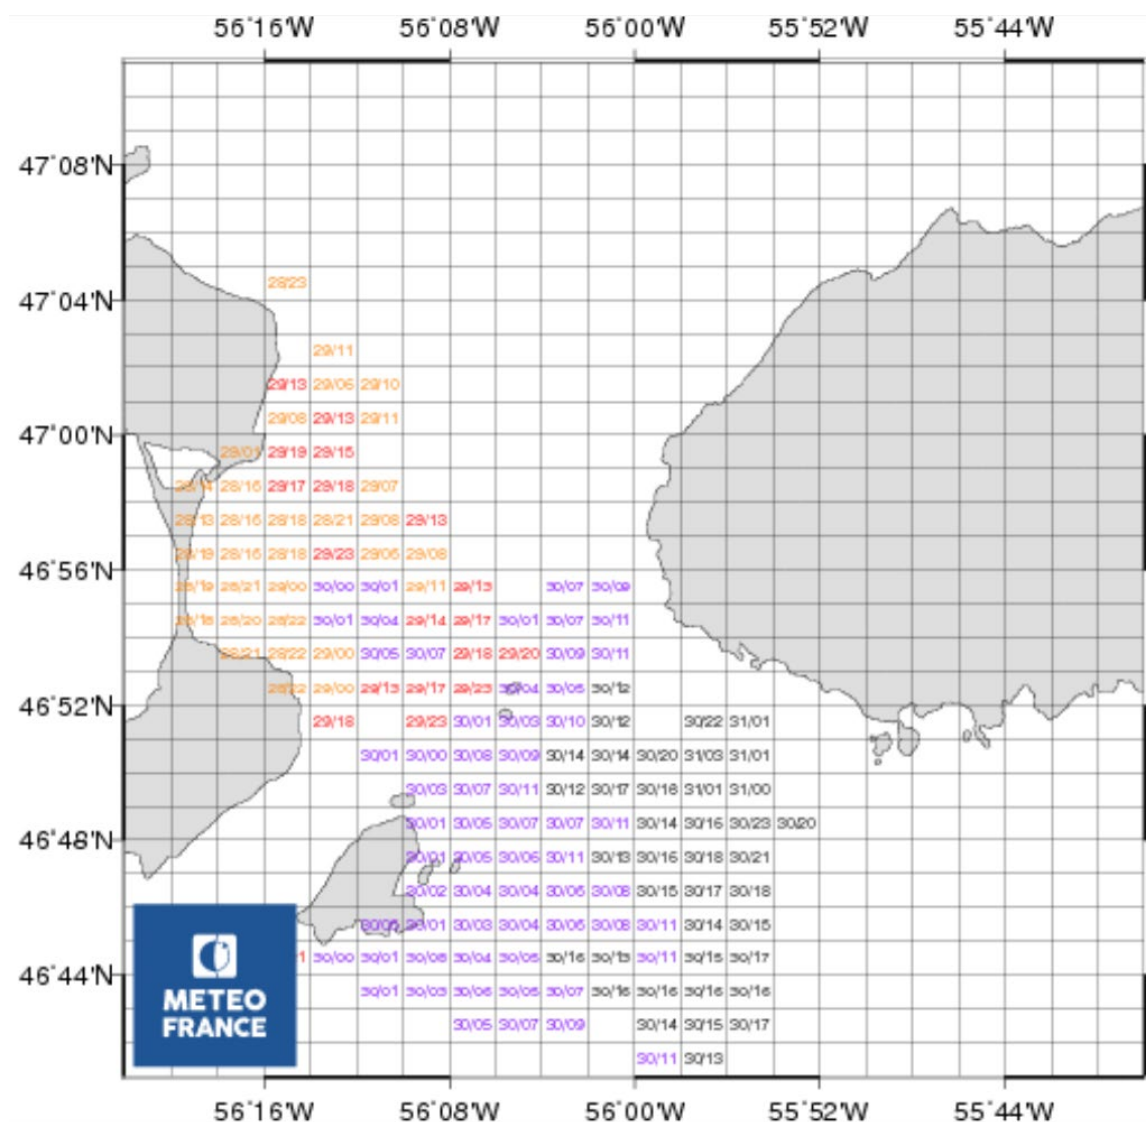 56°16'W 56°08'W 56°00'W 55°52'W 55°44'W
47°08'N
28/23
47°04'N
29/11
29/13 29/06 29/10
29/08 29/13 29/11
47°00'N
29/01 29/19 29/15
28/14 28/16 29/17 29/18 29/07
28/13 28/16 28/18 28/21 29/08 29/13
28/19 28/16 28/18 29/23 29/06 29/08
46°56'N
28/19 28/21 29/00 30/00 30/01 29/11 29/13 30/07 30/09
28/18 28/20 28/22 30/01 30/04 29/14 29/17 30/01 30/07 30/11
28/21 28/22 29/00 30/05 30/07 29/18 29/20 30/09 30/11
28/22 29/00 29/13 29/17 29/23 30/04 30/05 30/12
46°52'N
29/18 29/23 30/01 30/03 30/10 30/12 30/22 31/01
30/01 30/00 30/08 30/09 30/14 30/14 30/20 31/03 31/01
30/03 30/07 30/11 30/12 30/17 30/18 31/01 31/00
30/01 30/05 30/07 30/07 30/11 30/14 30/16 30/23 30/20
46°48'N
30/01 30/05 30/06 30/11 30/13 30/16 30/18 30/21
30/02 30/04 30/04 30/06 30/08 30/15 30/17 30/18
30/01 30/03 30/04 30/06 30/08 30/11 30/14 30/15
30/00 30/01 30/04 30/16 30/13 30/11 30/15 30/17
46°44'N
30/01 30/03 30/06 30/05 30/07 30/16 30/16 30/16 30/16
30/05 30/07 30/09 30/14 30/15 30/17
30/11 30/13
METEO
FRANCE
56°16'W 56°08'W 56°00'W 55°52'W 55°44'W